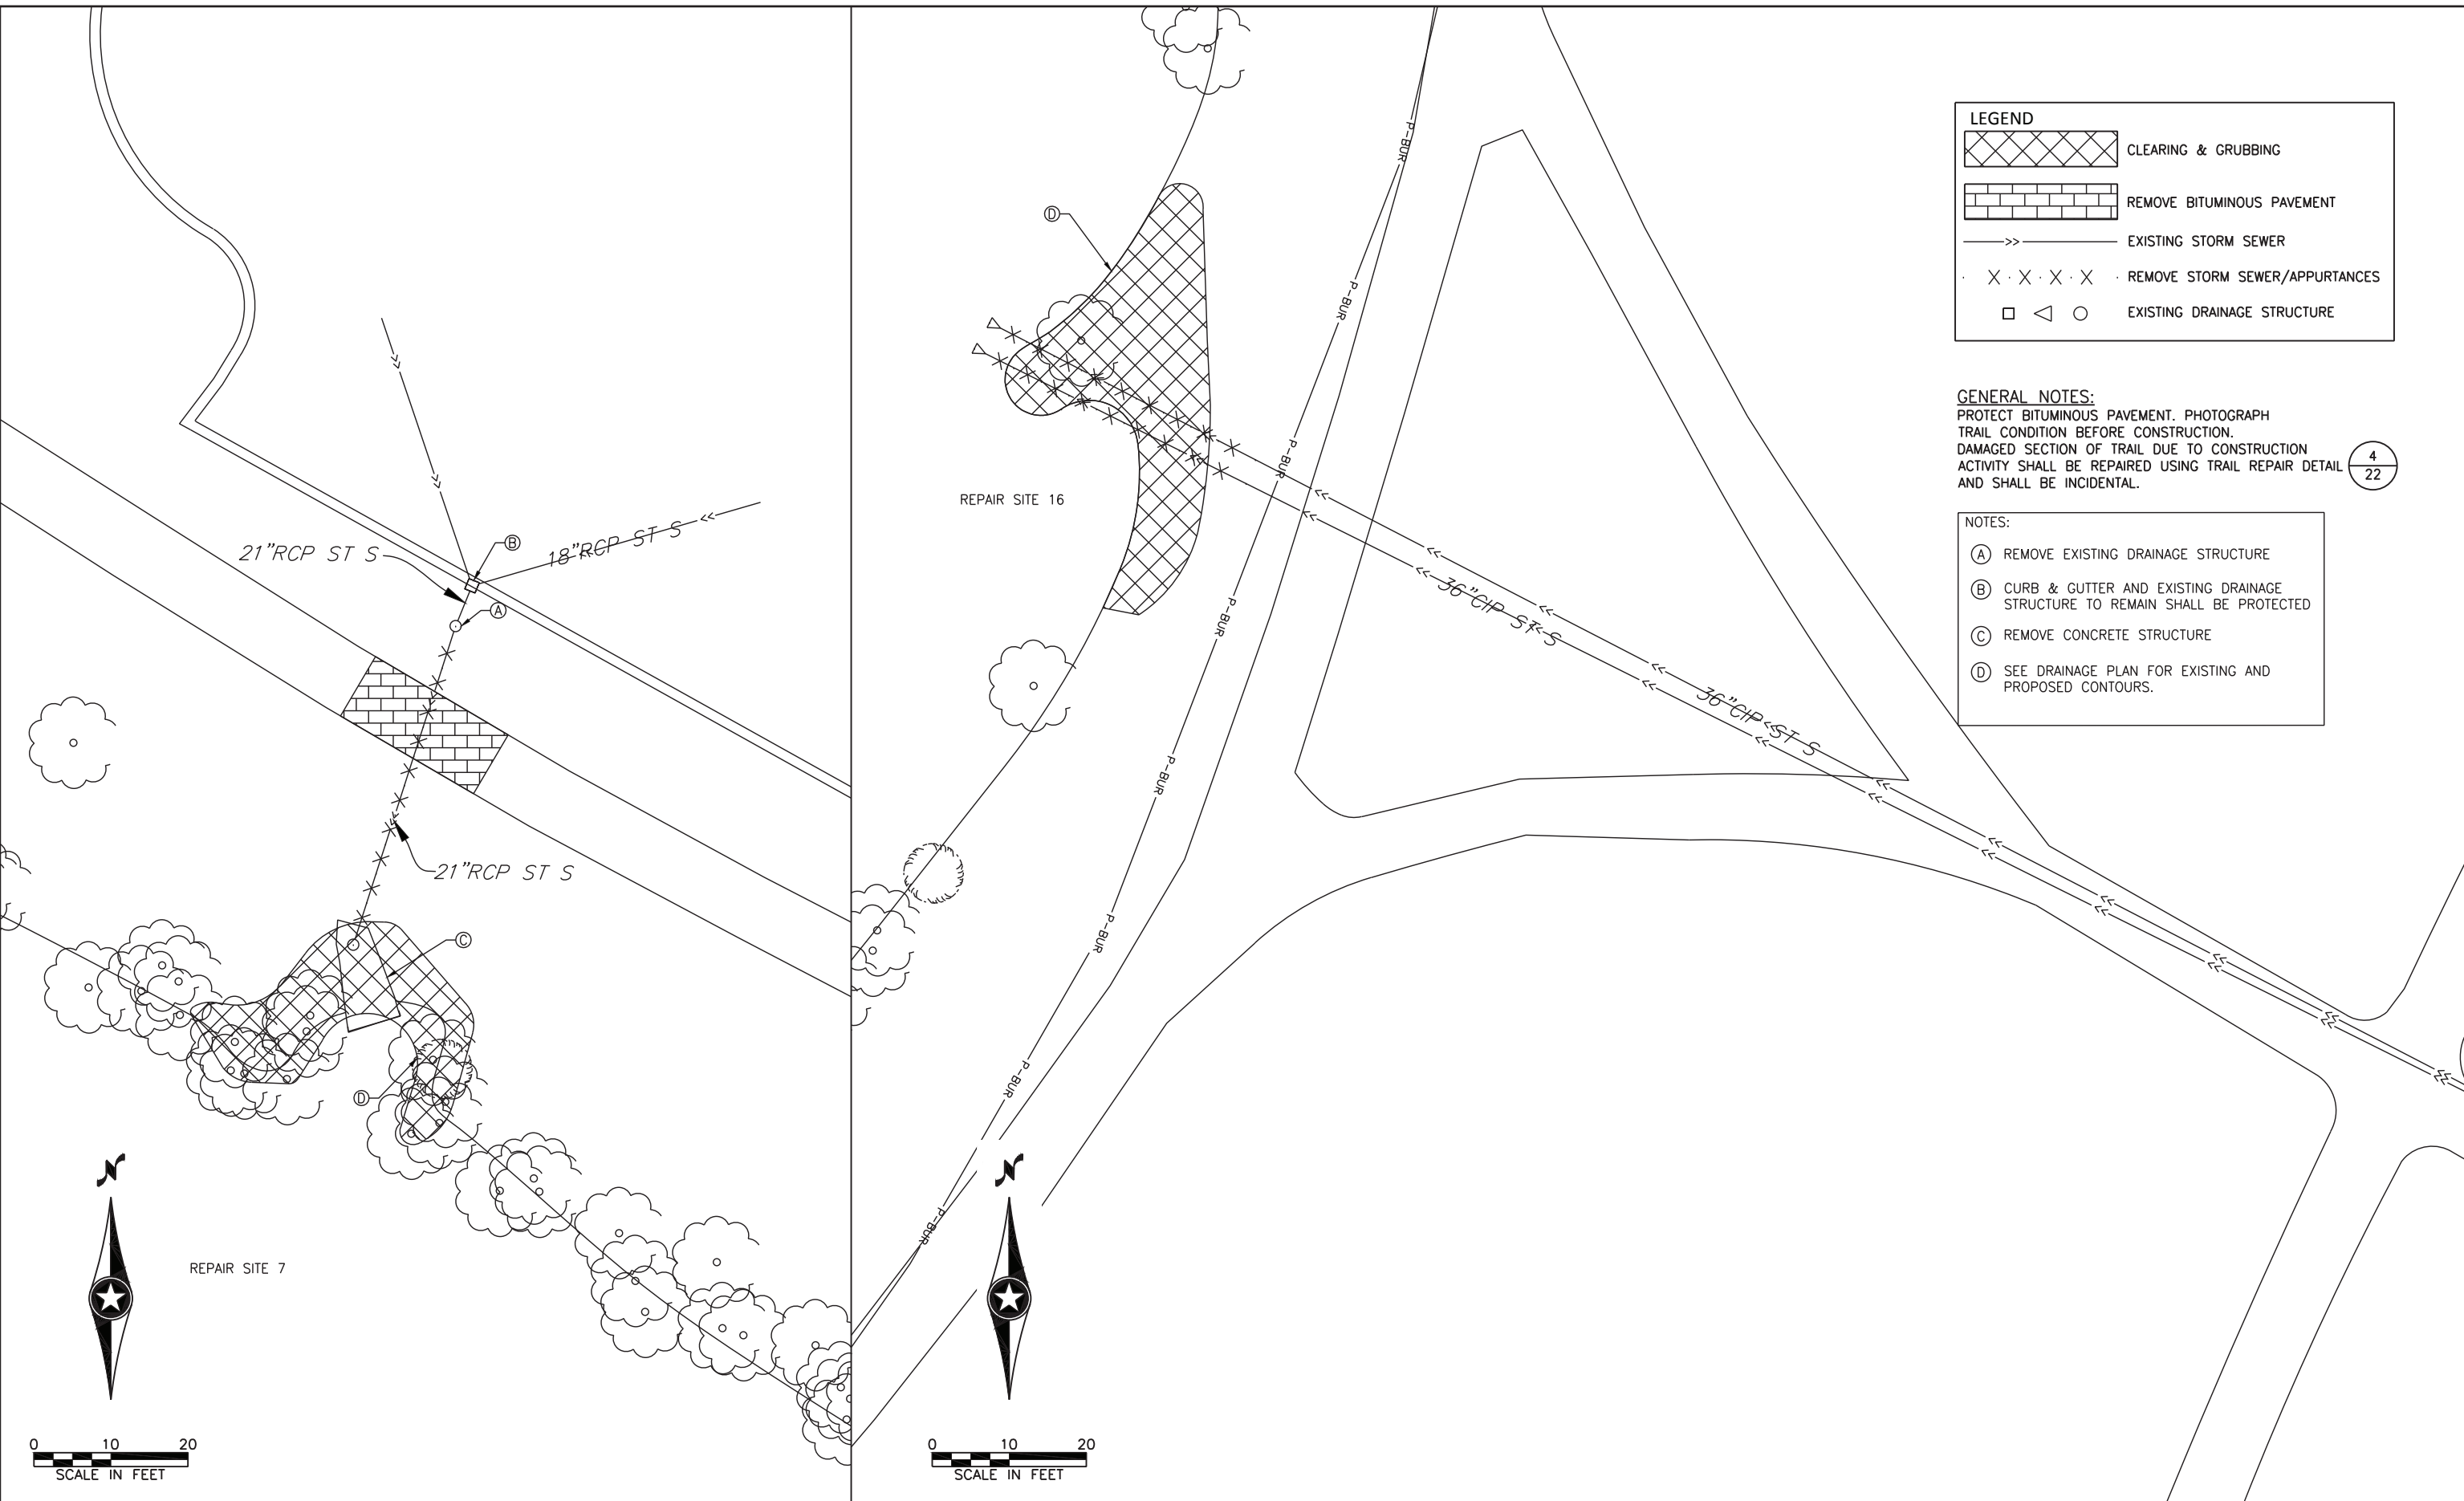 21"RCP ST S
18"RCP ST S
B
A
21"RCP ST S
C
D
N
REPAIR SITE 7
0 10 20
SCALE IN FEET
D
REPAIR SITE 16
P-BUR
P-BUR
P-BUR
P-BUR
P-BUR
P-BUR
P-BUR
P-BUR
36"CIP ST S
36"CIP ST S
N
0 10 20
SCALE IN FEET
LEGEND
CLEARING & GRUBBING
REMOVE BITUMINOUS PAVEMENT
EXISTING STORM SEWER
REMOVE STORM SEWER/APPURTANCES
EXISTING DRAINAGE STRUCTURE
GENERAL NOTES:
PROTECT BITUMINOUS PAVEMENT. PHOTOGRAPH
TRAIL CONDITION BEFORE CONSTRUCTION.
DAMAGED SECTION OF TRAIL DUE TO CONSTRUCTION
ACTIVITY SHALL BE REPAIRED USING TRAIL REPAIR DETAIL
AND SHALL BE INCIDENTAL.
4
22
NOTES:
A REMOVE EXISTING DRAINAGE STRUCTURE
B CURB & GUTTER AND EXISTING DRAINAGE
STRUCTURE TO REMAIN SHALL BE PROTECTED
C REMOVE CONCRETE STRUCTURE
D SEE DRAINAGE PLAN FOR EXISTING AND
PROPOSED CONTOURS.